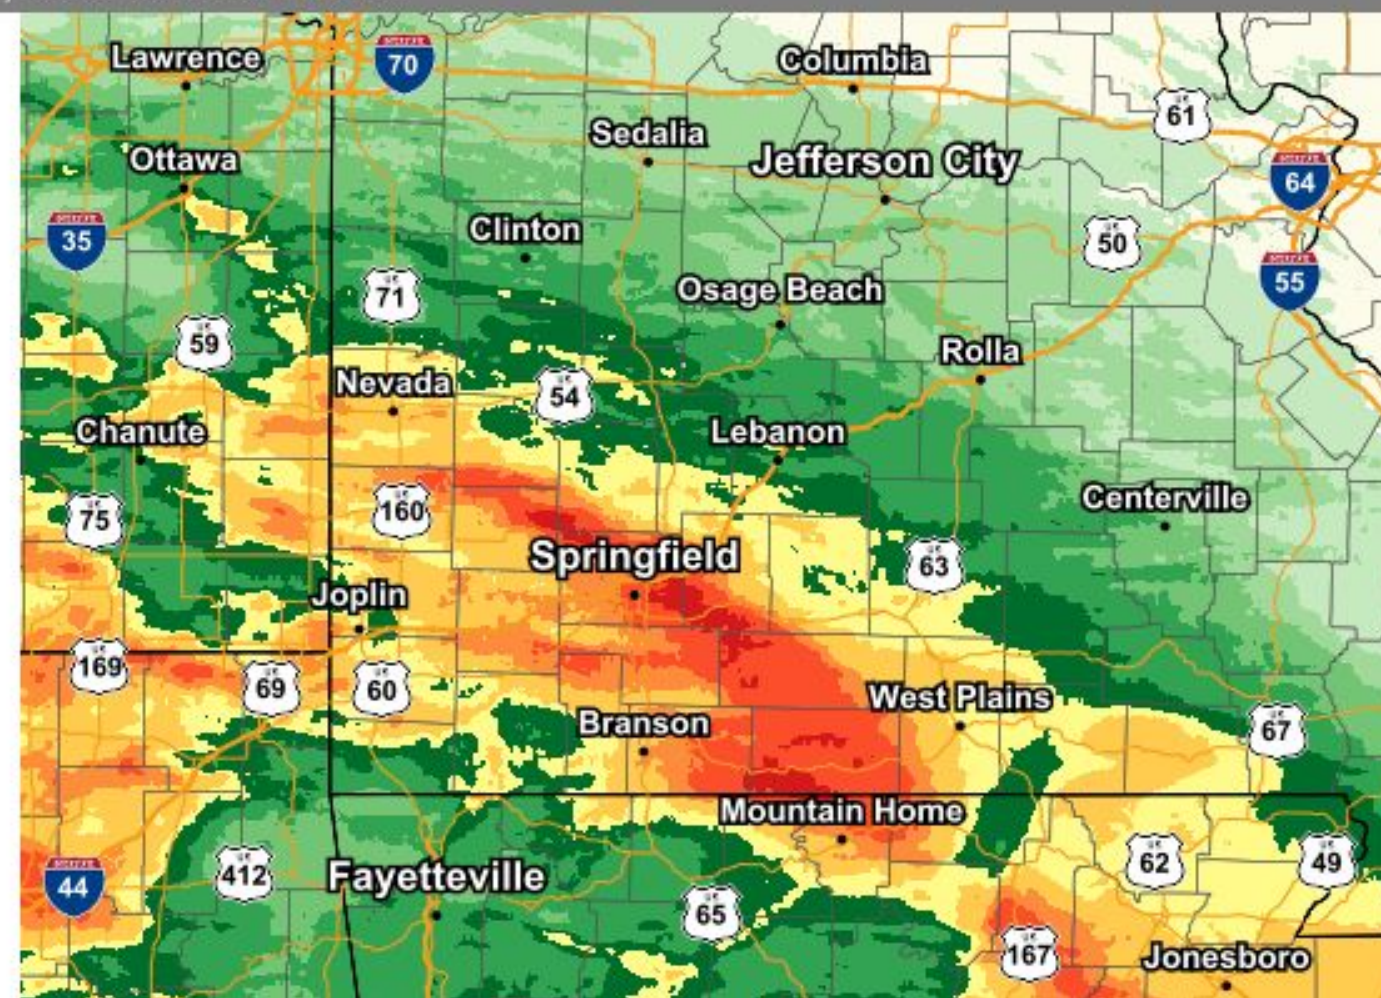 Lawrence
70
Columbia
61
Sedalia
Ottawa
Jefferson City
64
35
Clinton
50
55
71
Osage Beach
59
Rolla
Nevada
54
Chanute
Lebanon
75
160
Centerville
Springfield
63
Joplin
169
69
60
West Plains
Branson
67
Mountain Home
44
412
Fayetteville
62
49
65
167
Jonesboro